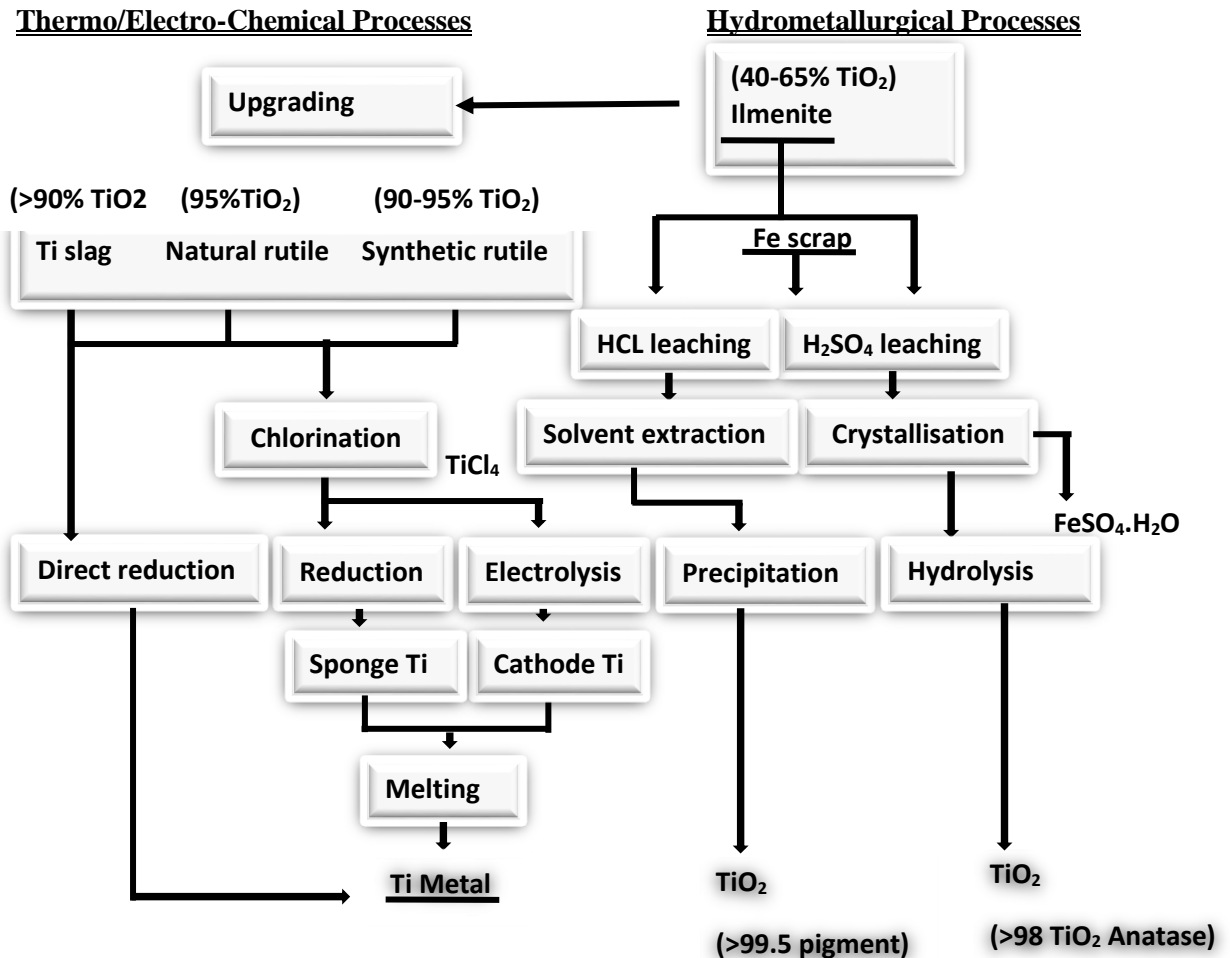 Thermo/Electro-Chemical Processes
Hydrometallurgical Processes
Upgrading
(40-65% TiO₂)
Ilmenite
(>90% TiO2
(95%TiO₂)
(90-95% TiO₂)
Ti slag
Natural rutile
Synthetic rutile
Fe scrap
HCL leaching
H₂SO₄ leaching
Chlorination
TiCl₄
Solvent extraction
Crystallisation
FeSO₄.H₂O
Direct reduction
Reduction
Electrolysis
Precipitation
Hydrolysis
Sponge Ti
Cathode Ti
Melting
Ti Metal
TiO₂
(>99.5 pigment)
TiO₂
(>98 TiO₂ Anatase)